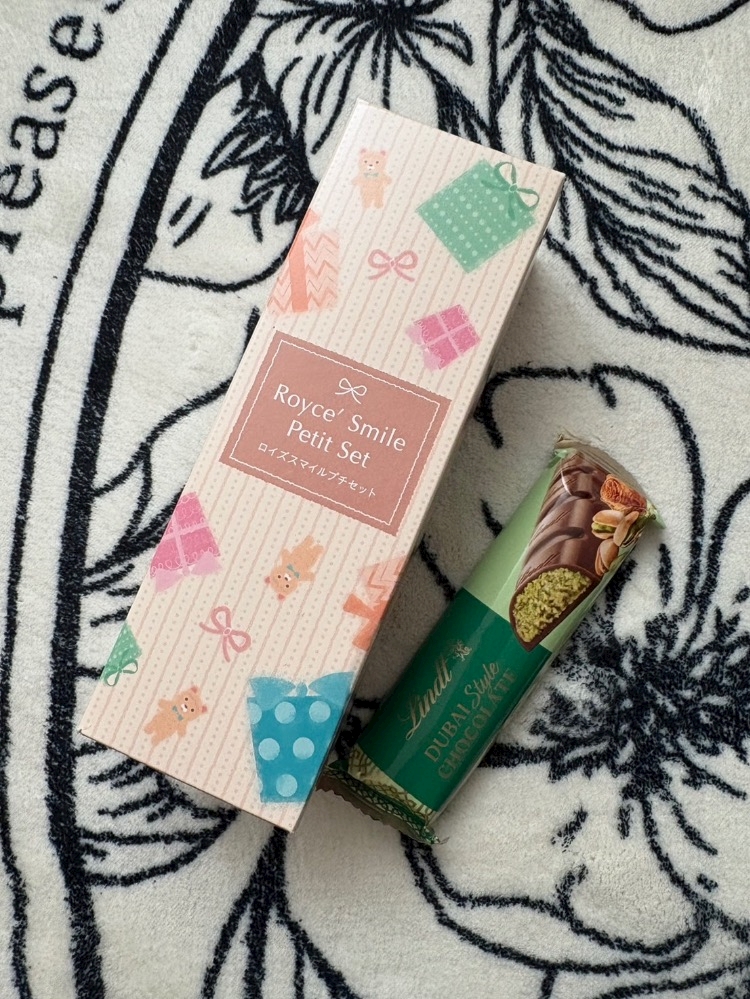 Please
Royce' Smile
Petit Set
ロイズスマイルプチセット
Lindt
DUBAI Style
CHOCOLATE